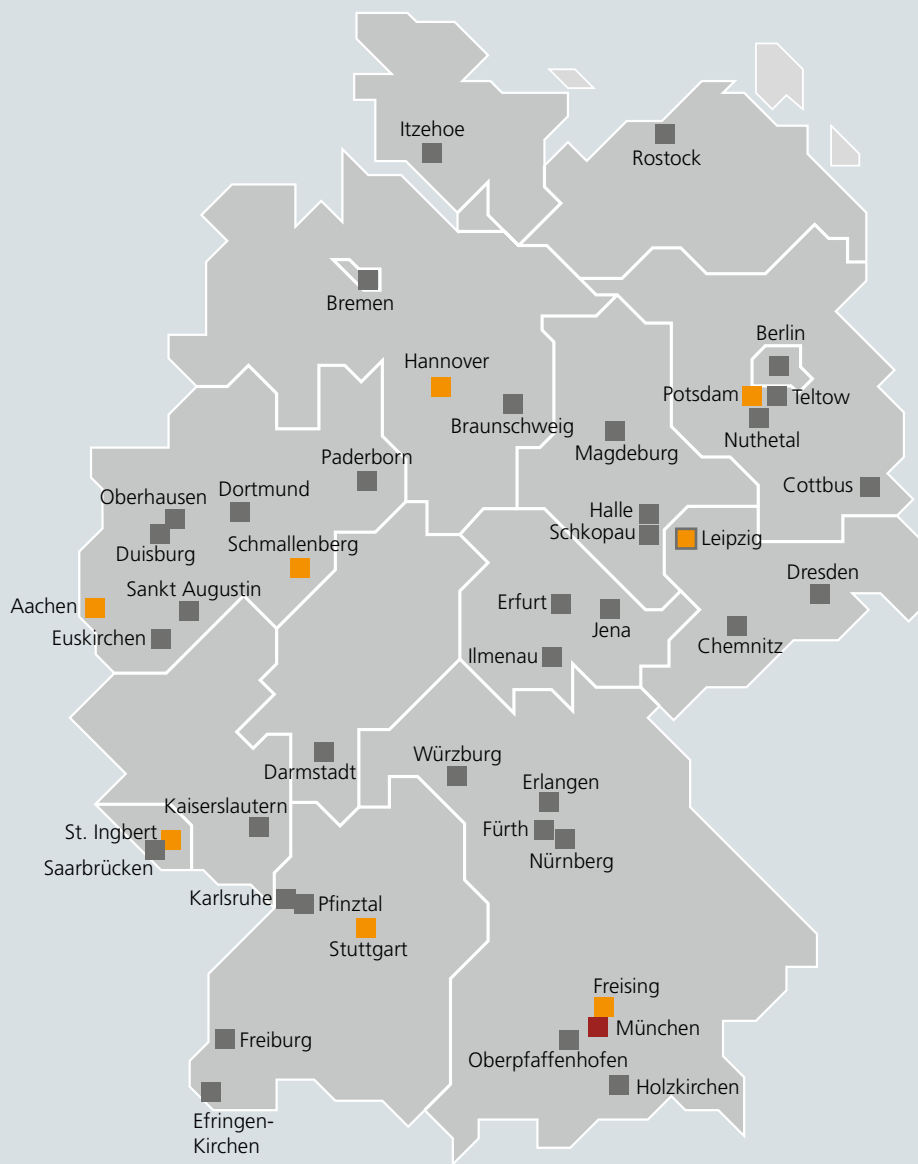 Itzehoe
Rostock
Bremen
Berlin
Hannover
Potsdam
Teltow
Braunschweig
Nuthetal
Magdeburg
Paderborn
Cottbus
Oberhausen
Dortmund
Halle
Schkopau
Leipzig
Duisburg
Schmallenberg
Dresden
Sankt Augustin
Aachen
Erfurt
Jena
Euskirchen
Chemnitz
Ilmenau
Würzburg
Darmstadt
Erlangen
Kaiserslautern
St. Ingbert
Fürth
Nürnberg
Saarbrücken
Karlsruhe
Pfinztal
Stuttgart
Freising
München
Freiburg
Oberpfaffenhofen
Holzkirchen
Efringen-
Kirchen